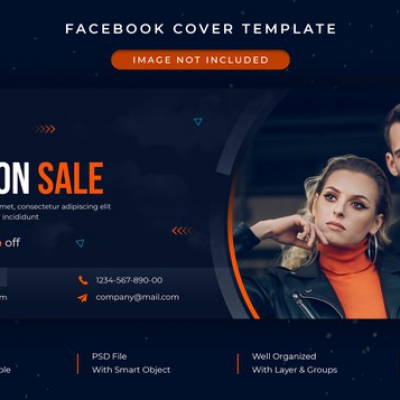 FACEBOOK COVER TEMPLATE
IMAGE NOT INCLUDED
ON SALE
met, consectetur adipiscing elit
incididunt
off
1234-567-890-00
company@mail.com
PSD File
With Smart Object
Well Organized
With Layer & Groups